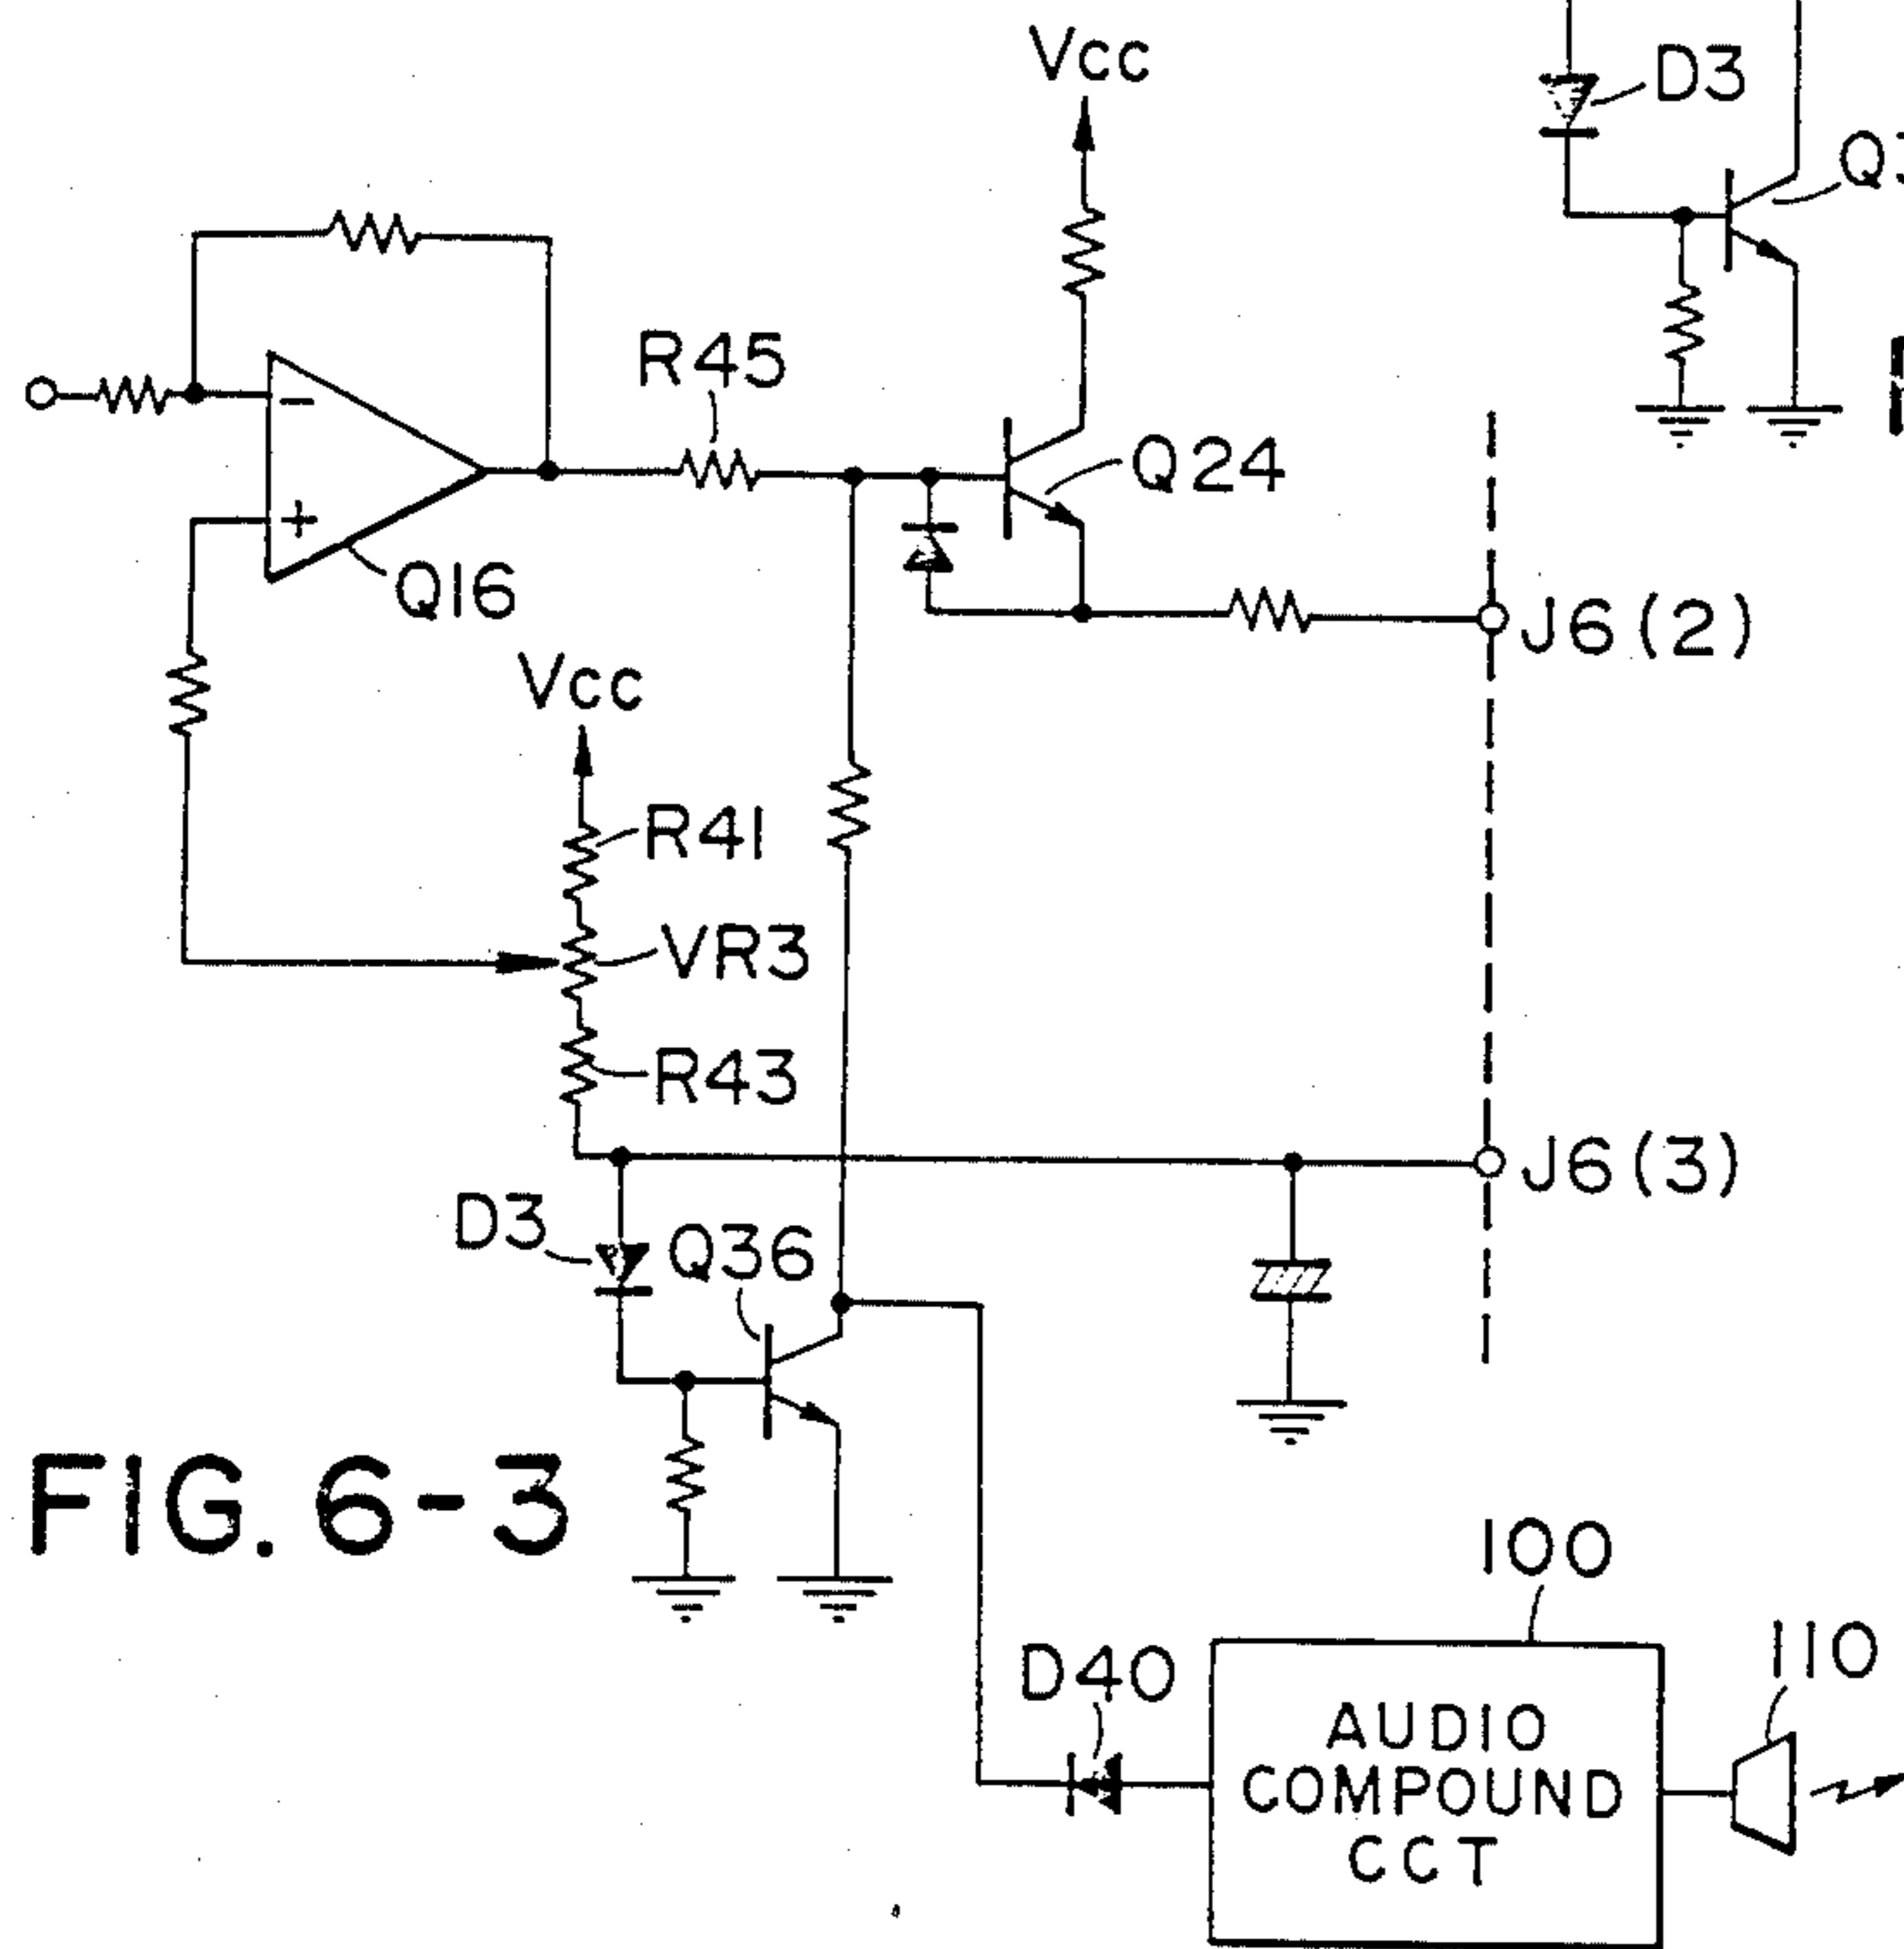 Vcc
D3
R45
Q24
Q16
J6(2)
Vcc
R41
VR3
R43
J6(3)
D3
Q36
FIG. 6-3
100
D40
110
AUDIO
COMPOUND
CCT